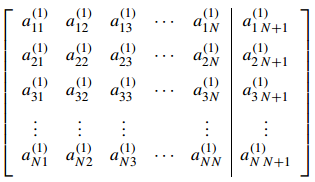 a_{11}^{(1)} a_{12}^{(1)} a_{13}^{(1)} ⋯ a_{1N}^{(1)} | a_{1 N+1}^{(1)}
a_{21}^{(1)} a_{22}^{(1)} a_{23}^{(1)} ⋯ a_{2N}^{(1)} | a_{2 N+1}^{(1)}
a_{31}^{(1)} a_{32}^{(1)} a_{33}^{(1)} ⋯ a_{3N}^{(1)} | a_{3 N+1}^{(1)}
⋮ ⋮ ⋮ ⋮ | ⋮
a_{N1}^{(1)} a_{N2}^{(1)} a_{N3}^{(1)} ⋯ a_{NN}^{(1)} | a_{N N+1}^{(1)}